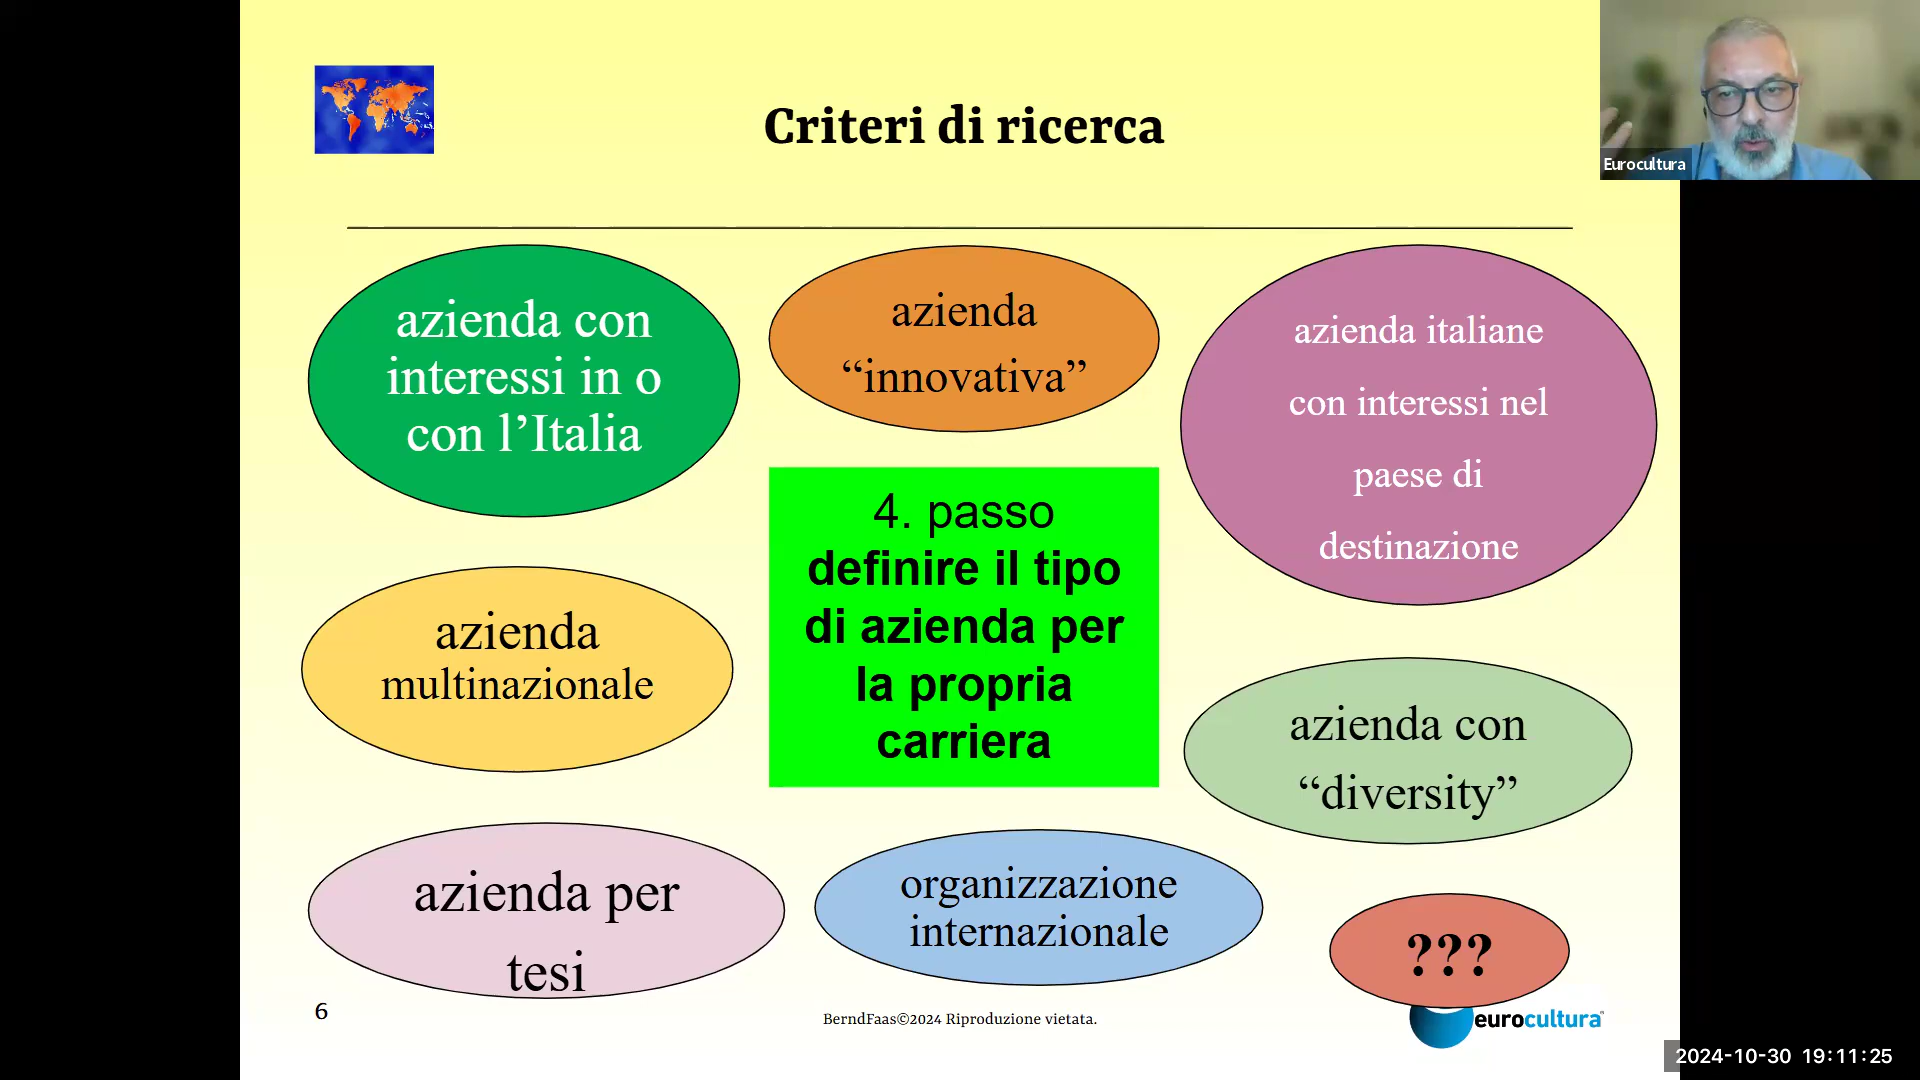 Criteri di ricerca
Eurocultura
azienda con
interessi in o
con l’Italia
azienda
“innovativa”
azienda italiane
con interessi nel
paese di
destinazione
4. passo
definire il tipo
di azienda per
la propria
carriera
azienda
multinazionale
azienda con
“diversity”
azienda per
tesi
organizzazione
internazionale
???
6
BerndFaas©2024 Riproduzione vietata.
eurocultura
2024-10-30 19:11:25